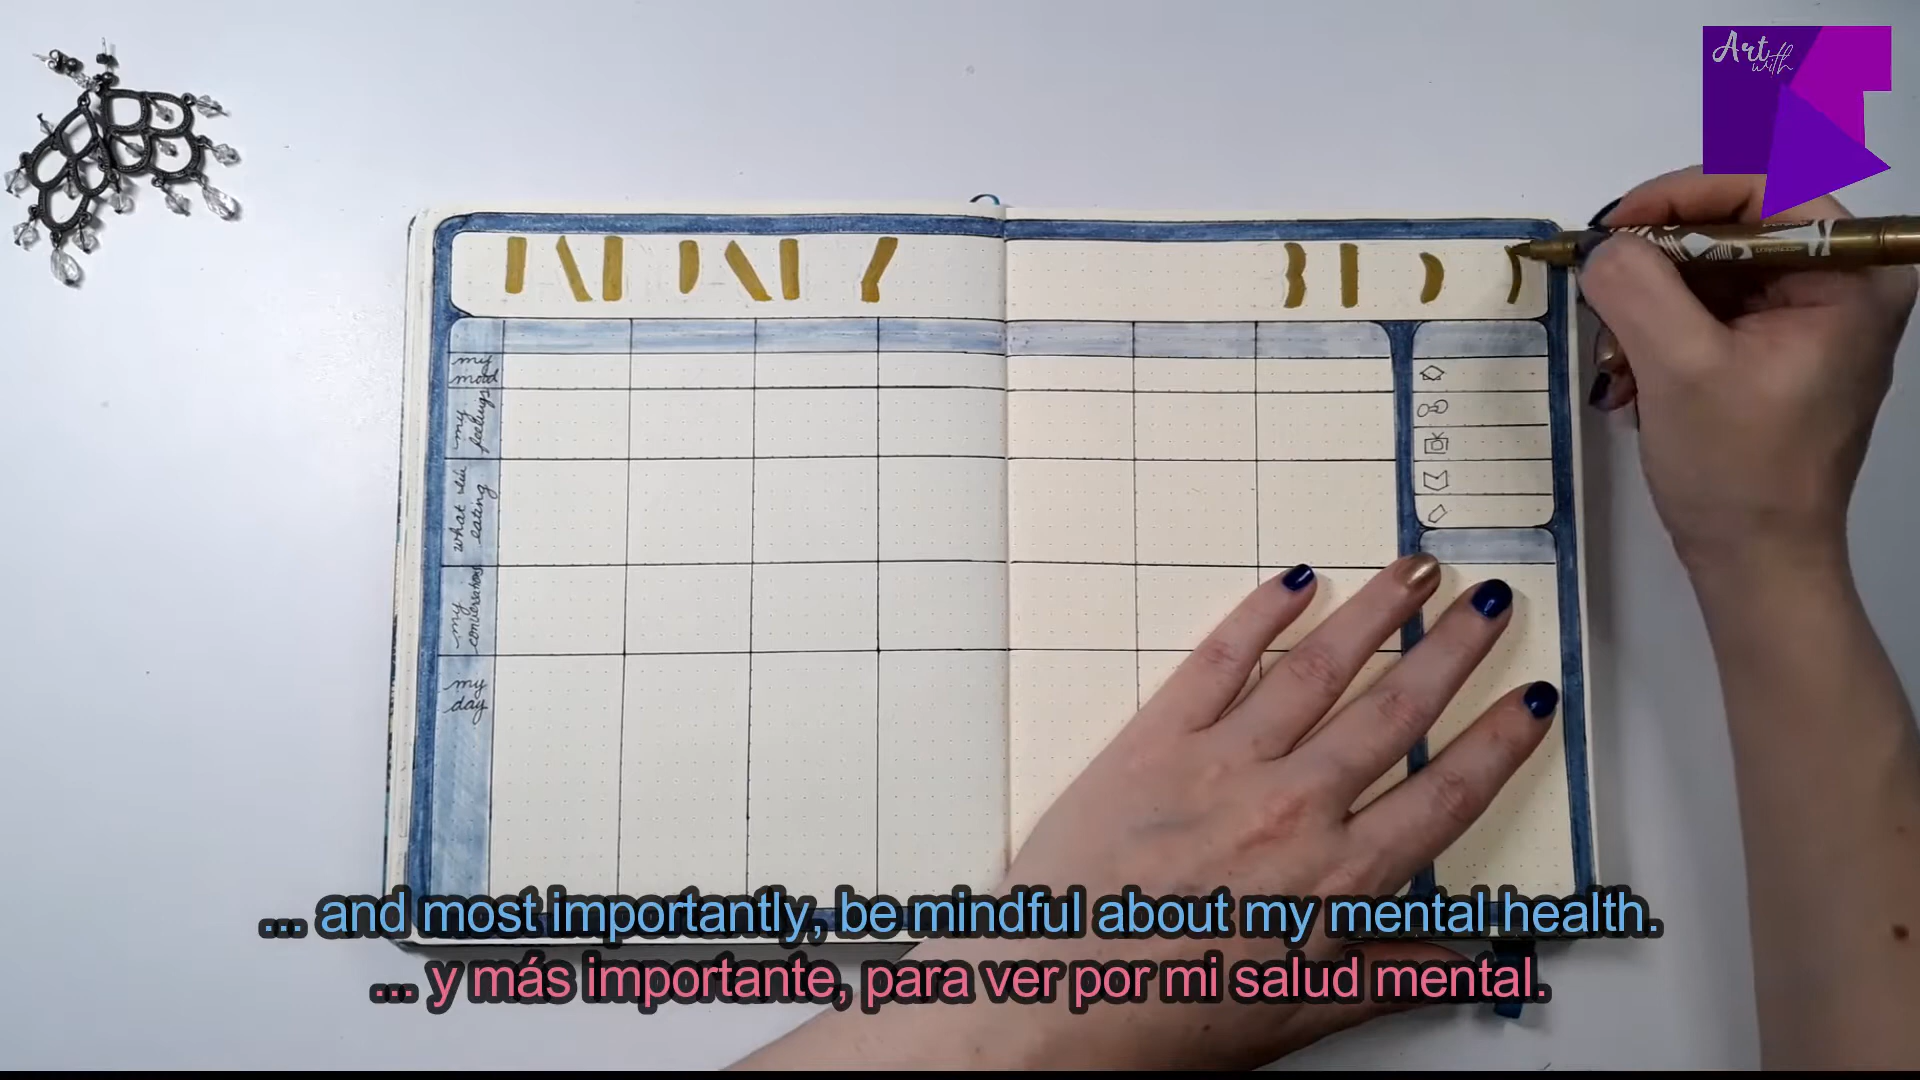 Art
with
my
mood
my
feelings
what was I
eating
my
conversations
my
day
... and most importantly, be mindful about my mental health.
... y más importante, para ver por mi salud mental.